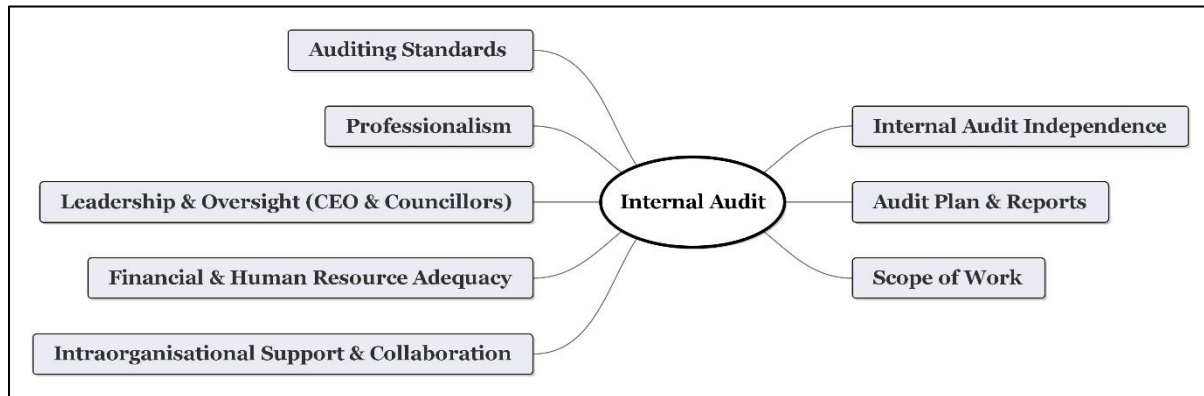 Auditing Standards
Professionalism
Leadership & Oversight (CEO & Councillors)
Financial & Human Resource Adequacy
Intraorganisational Support & Collaboration
Internal Audit
Internal Audit Independence
Audit Plan & Reports
Scope of Work